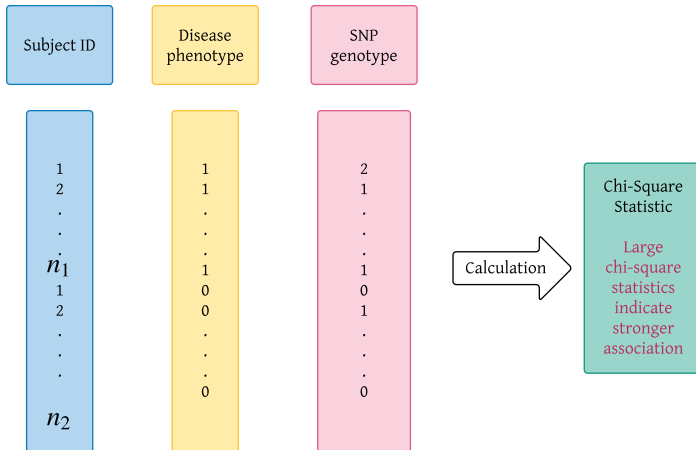 Subject ID
Disease
phenotype
SNP
genotype
1
2
.
.
.
n1
1
2
.
.
.
n2
1
1
.
.
.
1
0
0
.
.
.
0
2
1
.
.
.
1
0
1
.
.
.
0
Calculation
Chi-Square
Statistic
Large
chi-square
statistics
indicate
stronger
association